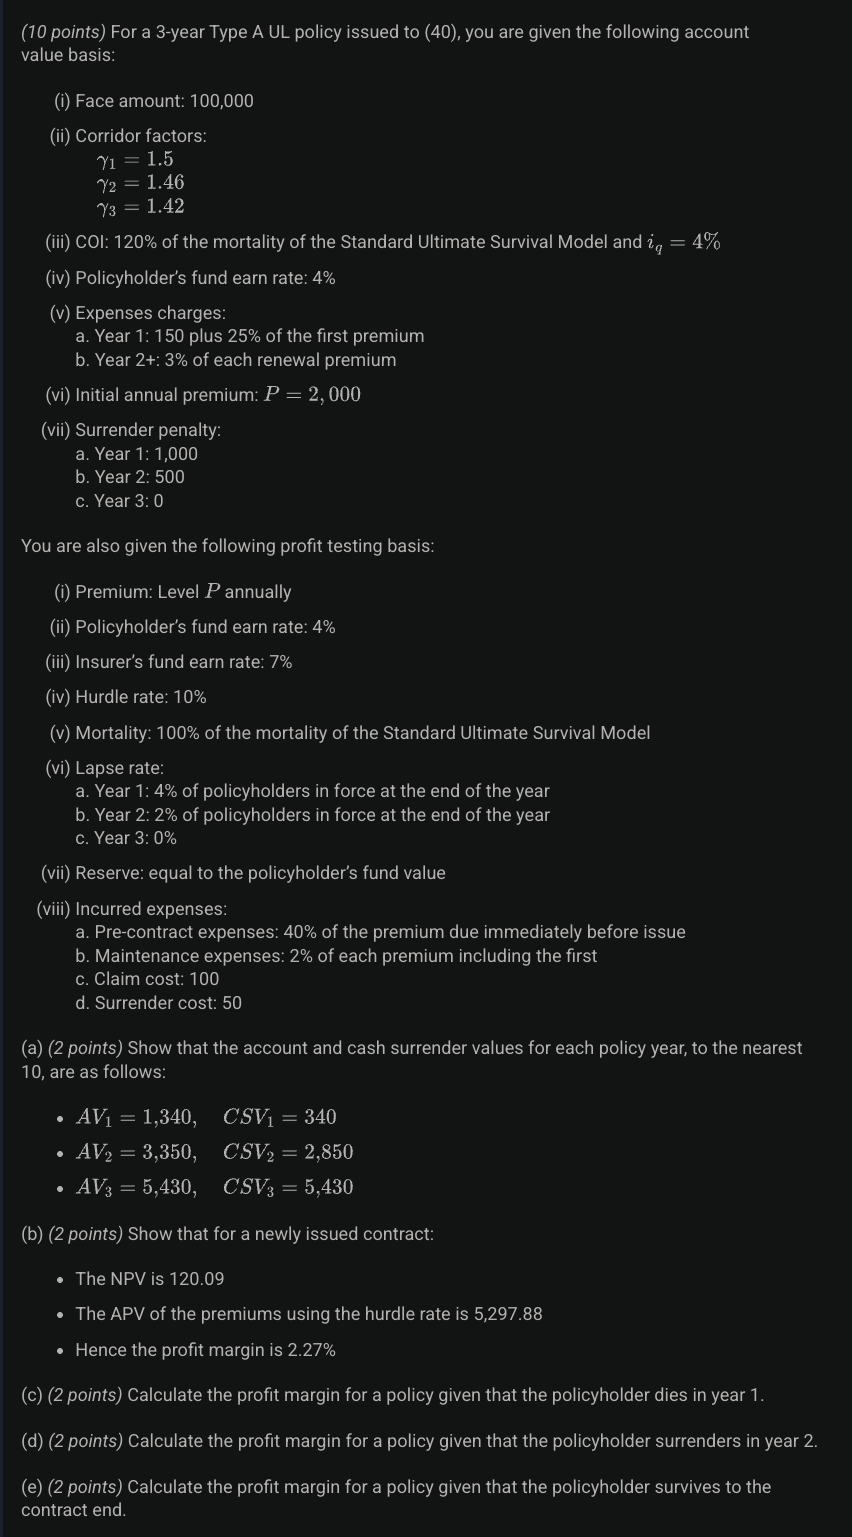 (10 points) For a 3-year Type A UL policy issued to (40), you are given the following account
value basis:
(i) Face amount: 100,000
(ii) Corridor factors:
γ₁ = 1.5
γ₂ = 1.46
γ₃ = 1.42
(iii) COI: 120% of the mortality of the Standard Ultimate Survival Model and i_q = 4%
(iv) Policyholder’s fund earn rate: 4%
(v) Expenses charges:
a. Year 1: 150 plus 25% of the first premium
b. Year 2+: 3% of each renewal premium
(vi) Initial annual premium: P = 2,000
(vii) Surrender penalty:
a. Year 1: 1,000
b. Year 2: 500
c. Year 3: 0
You are also given the following profit testing basis:
(i) Premium: Level P annually
(ii) Policyholder’s fund earn rate: 4%
(iii) Insurer’s fund earn rate: 7%
(iv) Hurdle rate: 10%
(v) Mortality: 100% of the mortality of the Standard Ultimate Survival Model
(vi) Lapse rate:
a. Year 1: 4% of policyholders in force at the end of the year
b. Year 2: 2% of policyholders in force at the end of the year
c. Year 3: 0%
(vii) Reserve: equal to the policyholder’s fund value
(viii) Incurred expenses:
a. Pre-contract expenses: 40% of the premium due immediately before issue
b. Maintenance expenses: 2% of each premium including the first
c. Claim cost: 100
d. Surrender cost: 50
(a) (2 points) Show that the account and cash surrender values for each policy year, to the nearest
10, are as follows:
• AV₁ = 1,340, CSV₁ = 340
• AV₂ = 3,350, CSV₂ = 2,850
• AV₃ = 5,430, CSV₃ = 5,430
(b) (2 points) Show that for a newly issued contract:
• The NPV is 120.09
• The APV of the premiums using the hurdle rate is 5,297.88
• Hence the profit margin is 2.27%
(c) (2 points) Calculate the profit margin for a policy given that the policyholder dies in year 1.
(d) (2 points) Calculate the profit margin for a policy given that the policyholder surrenders in year 2.
(e) (2 points) Calculate the profit margin for a policy given that the policyholder survives to the
contract end.